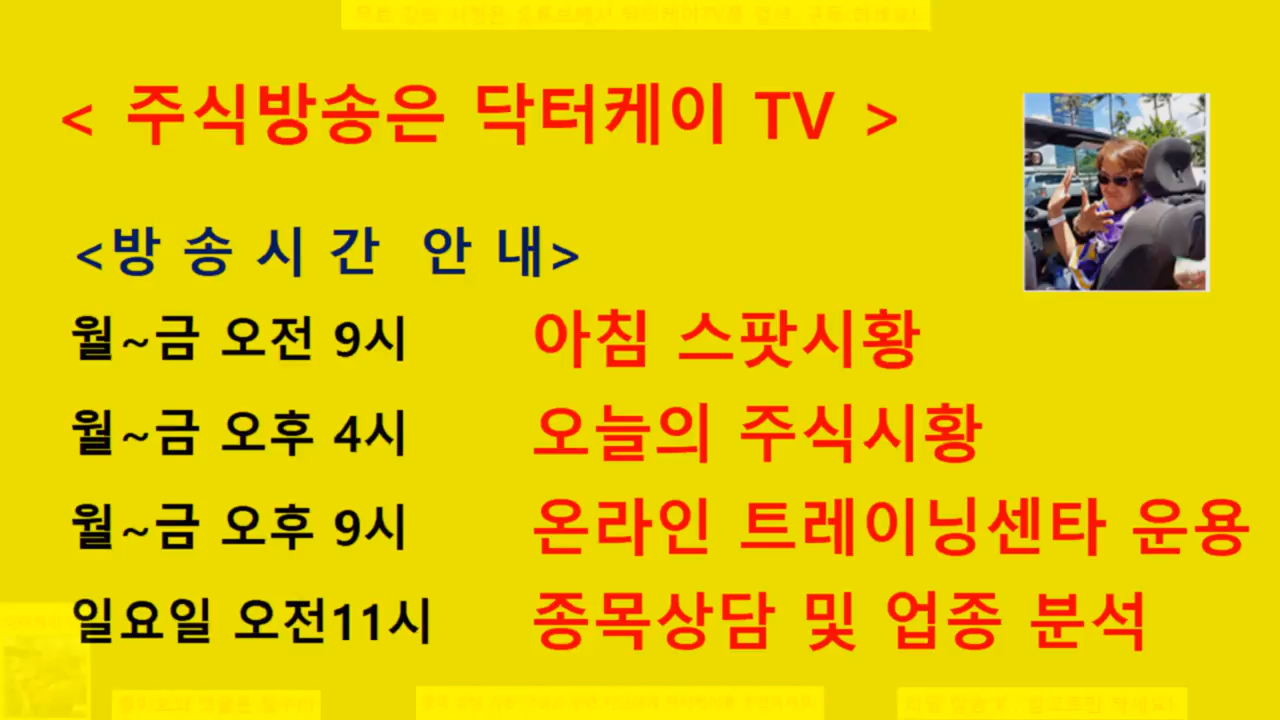 < 주식방송은 닥터케이 TV >
<방 송 시 간 안 내>
월~금 오전 9시 아침 스팟시황
월~금 오후 4시 오늘의 주식시황
월~금 오후 9시 온라인 트레이닝센타 운용
일요일 오전11시 종목상담 및 업종 분석